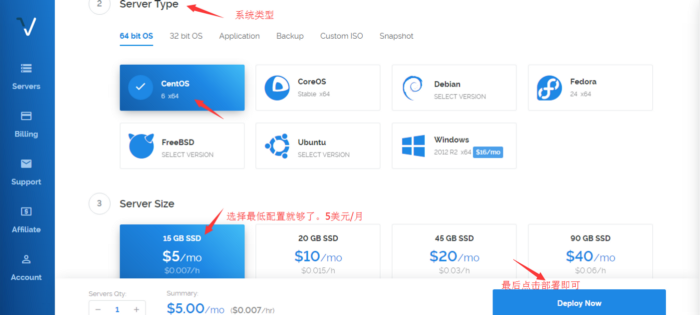 2 Server Type 系统类型
64 bit OS 32 bit OS Application Backup Custom ISO Snapshot
Servers
Billing
Support
Affiliate
Account
CentOS
6 x64
CoreOS
Stable x64
Debian
SELECT VERSION
Fedora
24 x64
FreeBSD
SELECT VERSION
Ubuntu
SELECT VERSION
Windows
2012 R2 x64 $16/mo
3 Server Size
选择最低配置就够了，5美元/月
15 GB SSD
$5/mo
$0.007/h
20 GB SSD
$10/mo
$0.015/h
45 GB SSD
$20/mo
$0.03/h
90 GB SSD
$40/mo
$0.06/h
最后点击部署即可
Servers Qty:
− 1 +
Summary:
$5.00/mo ($0.007/hr)
Deploy Now